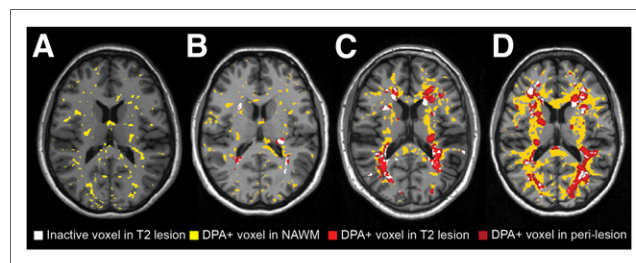 A B C D
Inactive voxel in T2 lesion DPA+ voxel in NAWM DPA+ voxel in T2 lesion DPA+ voxel in peri-lesion